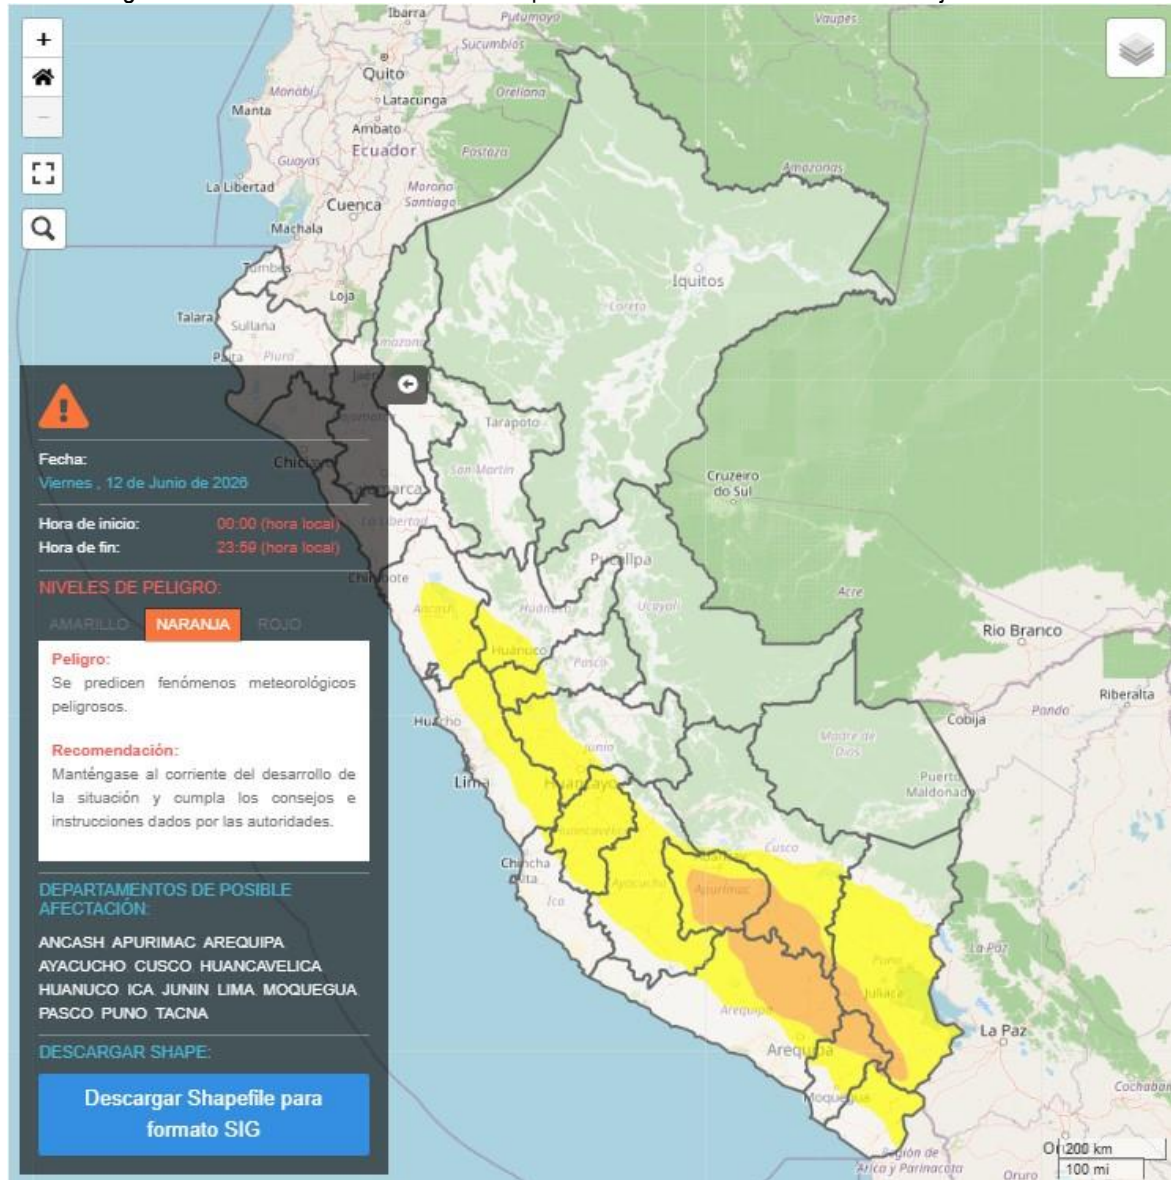 +
−
Ibarra
Putumayo
Vaupes
Sucumbíos
Quito
Orellana
Manabí
Latacunga
Manta
Ambato
Ecuador
Pastaza
Guayas
Amazonas
La Libertad
Morona
Santiago
Cuenca
Machala
Tumbes
Iquitos
Loja
Loreto
Talara
Sullana
Piura
Tarapoto
San Martín
Cruzeiro
do Sul
Pucallpa
Acre
Ancash
Huánuco
Ucayali
Rio Branco
Huánuco
Pasco
Riberalta
Pando
Cobija
Huacho
Madre de
Dios
Junín
Lima
Huancayo
Puerto
Maldonado
Huancavelica
Cusco
Chincha
Alta
Ayacucho
Apurímac
Ica
La Paz
Puno
Juliaca
Arequipa
La Paz
Arequipa
Moquegua
Cochabam
Región de
Arica y Parinacota
Oruro
200 km
100 mi
Fecha:
Viernes , 12 de Junio de 2026
Hora de inicio: 00:00 (hora local)
Hora de fin: 23:59 (hora local)
NIVELES DE PELIGRO:
AMARILLO NARANJA ROJO
Peligro:
Se predicen fenómenos meteorológicos
peligrosos.
Recomendación:
Manténgase al corriente del desarrollo de
la situación y cumpla los consejos e
instrucciones dados por las autoridades.
DEPARTAMENTOS DE POSIBLE
AFECTACIÓN:
ANCASH APURIMAC AREQUIPA
AYACUCHO CUSCO HUANCAVELICA
HUANUCO ICA JUNIN LIMA MOQUEGUA
PASCO PUNO TACNA
DESCARGAR SHAPE:
Descargar Shapefile para
formato SIG